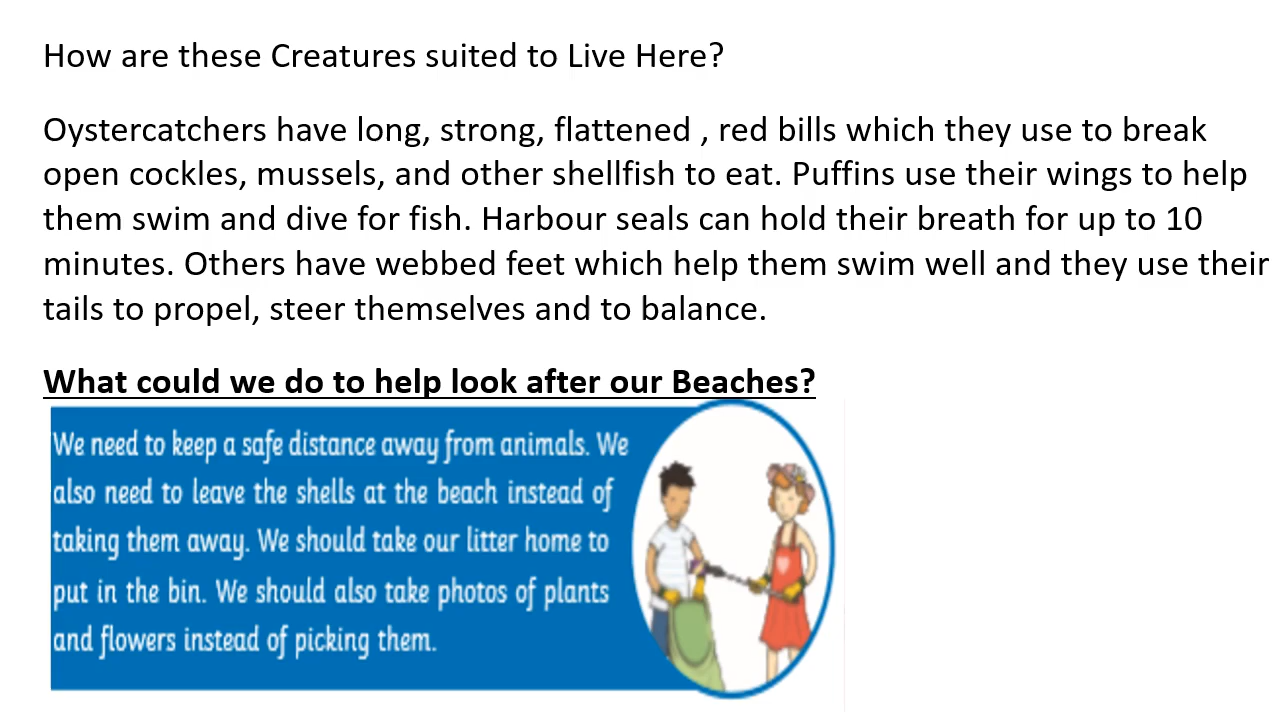 How are these Creatures suited to Live Here?
Oystercatchers have long, strong, flattened , red bills which they use to break
open cockles, mussels, and other shellfish to eat. Puffins use their wings to help
them swim and dive for fish. Harbour seals can hold their breath for up to 10
minutes. Others have webbed feet which help them swim well and they use their
tails to propel, steer themselves and to balance.
What could we do to help look after our Beaches?
We need to keep a safe distance away from animals. We
also need to leave the shells at the beach instead of
taking them away. We should take our litter home to
put in the bin. We should also take photos of plants
and flowers instead of picking them.